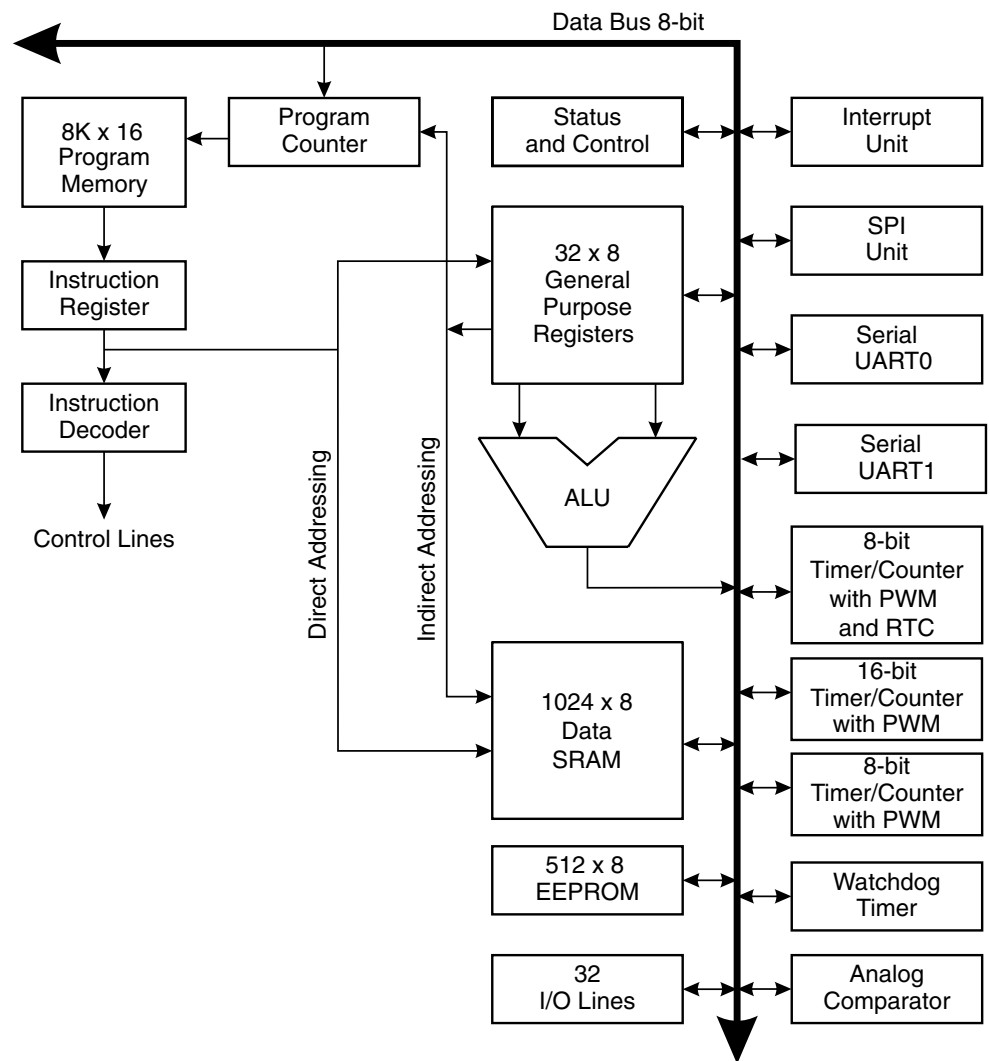 Data Bus 8-bit
8K x 16
Program
Memory
Program
Counter
Status
and Control
Interrupt
Unit
Instruction
Register
32 x 8
General
Purpose
Registers
SPI
Unit
Serial
UART0
Instruction
Decoder
Control Lines
Direct Addressing
Indirect Addressing
ALU
Serial
UART1
8-bit
Timer/Counter
with PWM
and RTC
1024 x 8
Data
SRAM
16-bit
Timer/Counter
with PWM
8-bit
Timer/Counter
with PWM
512 x 8
EEPROM
Watchdog
Timer
32
I/O Lines
Analog
Comparator